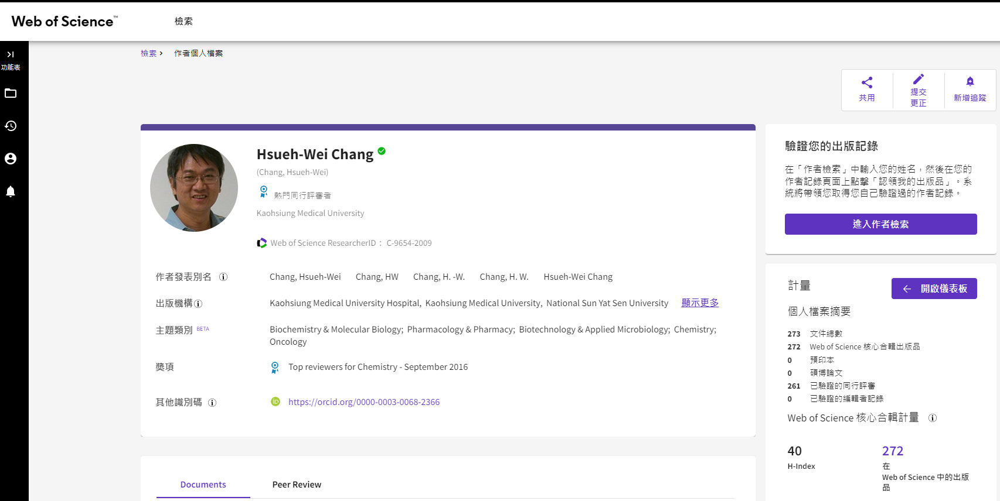 Web of Science™
檢索
功能表
檢索 › 作者個人檔案
共用
提交
更正
新增追蹤
Hsueh-Wei Chang
(Chang, Hsueh-Wei)
熱門同行評審者
Kaohsiung Medical University
Web of Science ResearcherID： C-9654-2009
作者發表別名 Chang, Hsueh-Wei Chang, HW Chang, H. -W. Chang, H. W. Hsueh-Wei Chang
出版機構 Kaohsiung Medical University Hospital, Kaohsiung Medical University, National Sun Yat Sen University 顯示更多
主題類別 BETA Biochemistry & Molecular Biology; Pharmacology & Pharmacy; Biotechnology & Applied Microbiology; Chemistry;
Oncology
獎項 Top reviewers for Chemistry - September 2016
其他識別碼 iD https://orcid.org/0000-0003-0068-2366
Documents Peer Review
驗證您的出版記錄
在「作者檢索」中輸入您的姓名，然後在您的
作者記錄頁面上點擊「認領我的出版品」。系
統將帶領您取得您自己驗證過的作者記錄。
進入作者檢索
計量
開啟儀表板
個人檔案摘要
273 文件總數
272 Web of Science 核心合輯出版品
0 預印本
0 碩博論文
261 已驗證的同行評審
0 已驗證的編輯者記錄
Web of Science 核心合輯計量
40
H-Index
272
在
Web of Science 中的出版
品